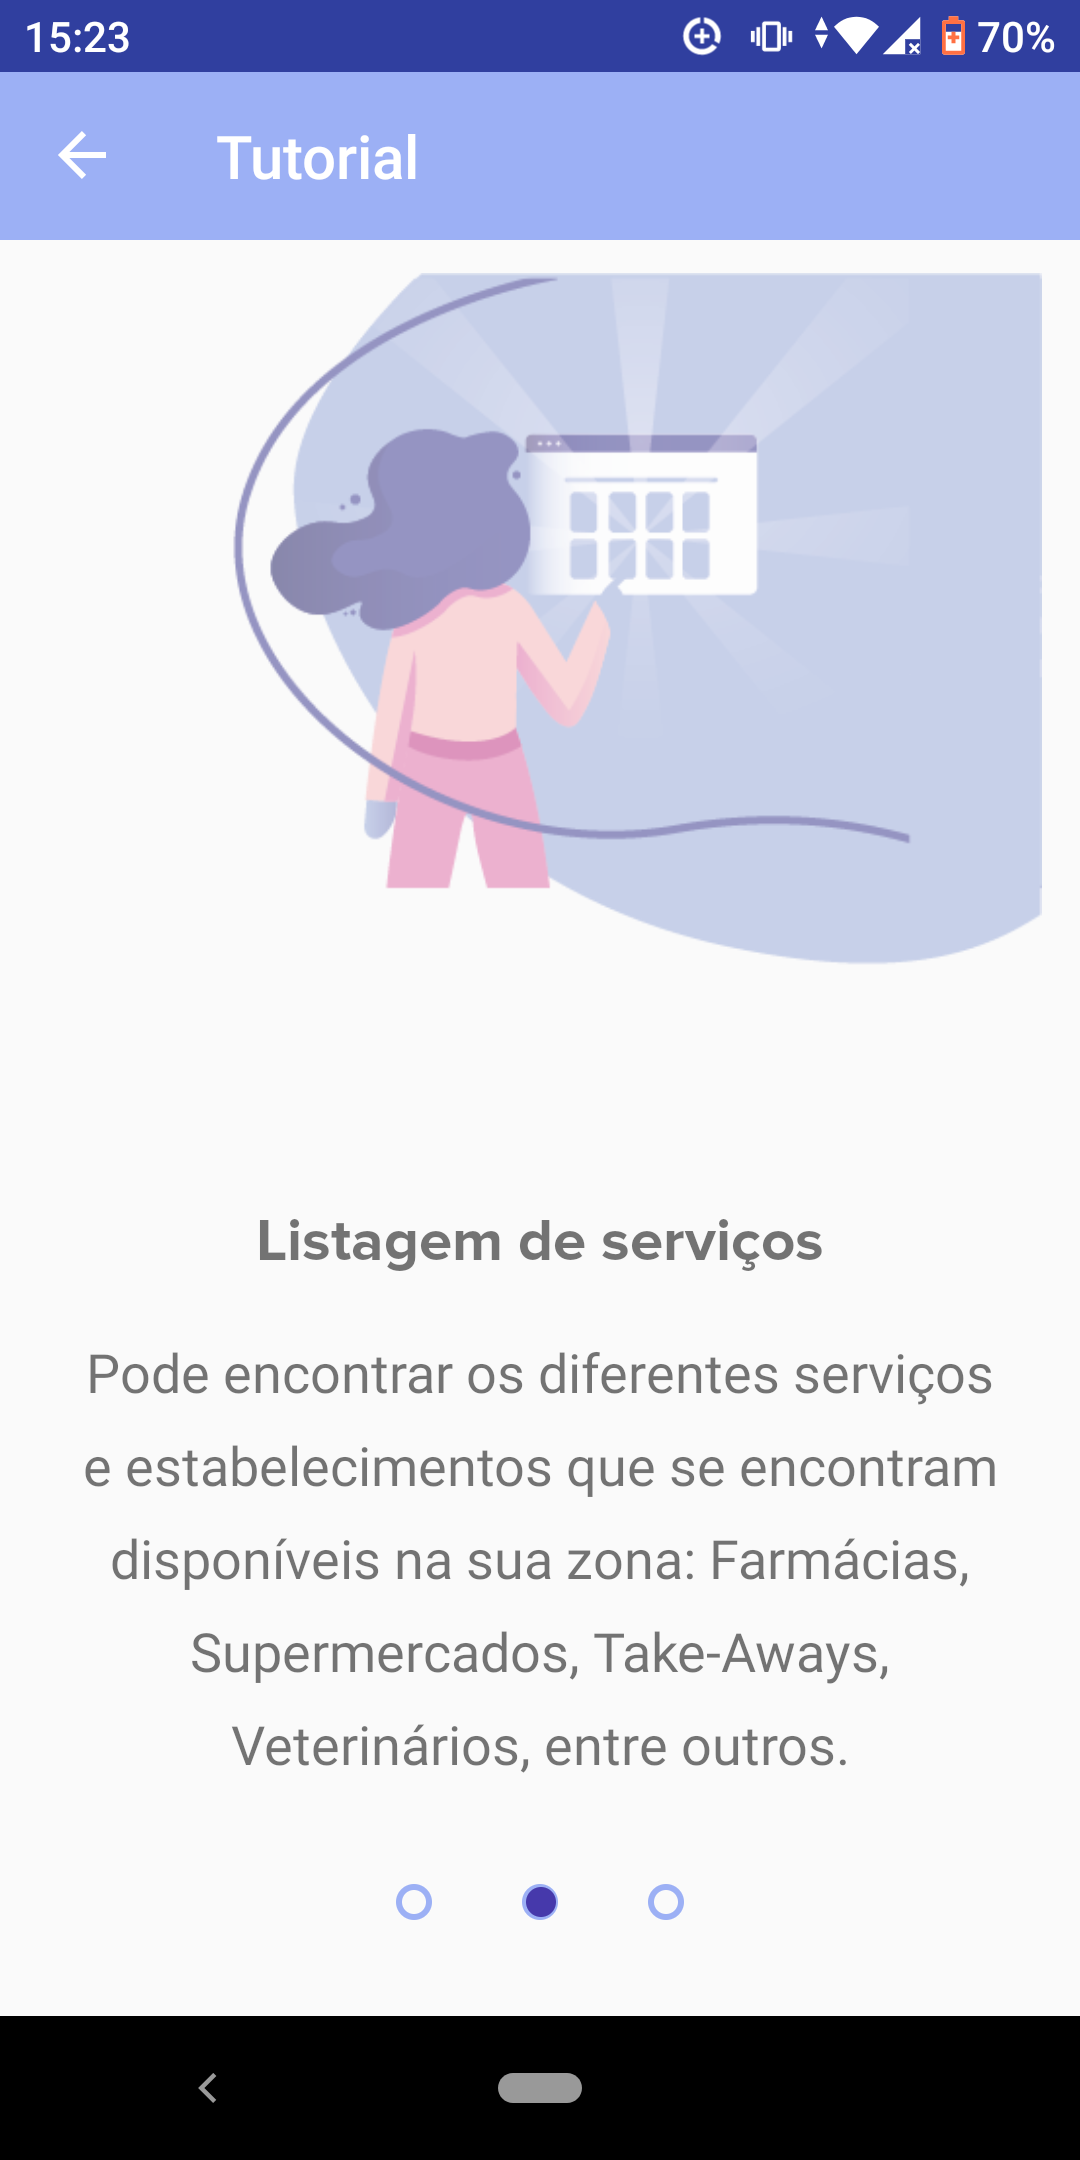 15:23
70%
Tutorial
Listagem de serviços
Pode encontrar os diferentes serviços
e estabelecimentos que se encontram
disponíveis na sua zona: Farmácias,
Supermercados, Take-Aways,
Veterinários, entre outros.